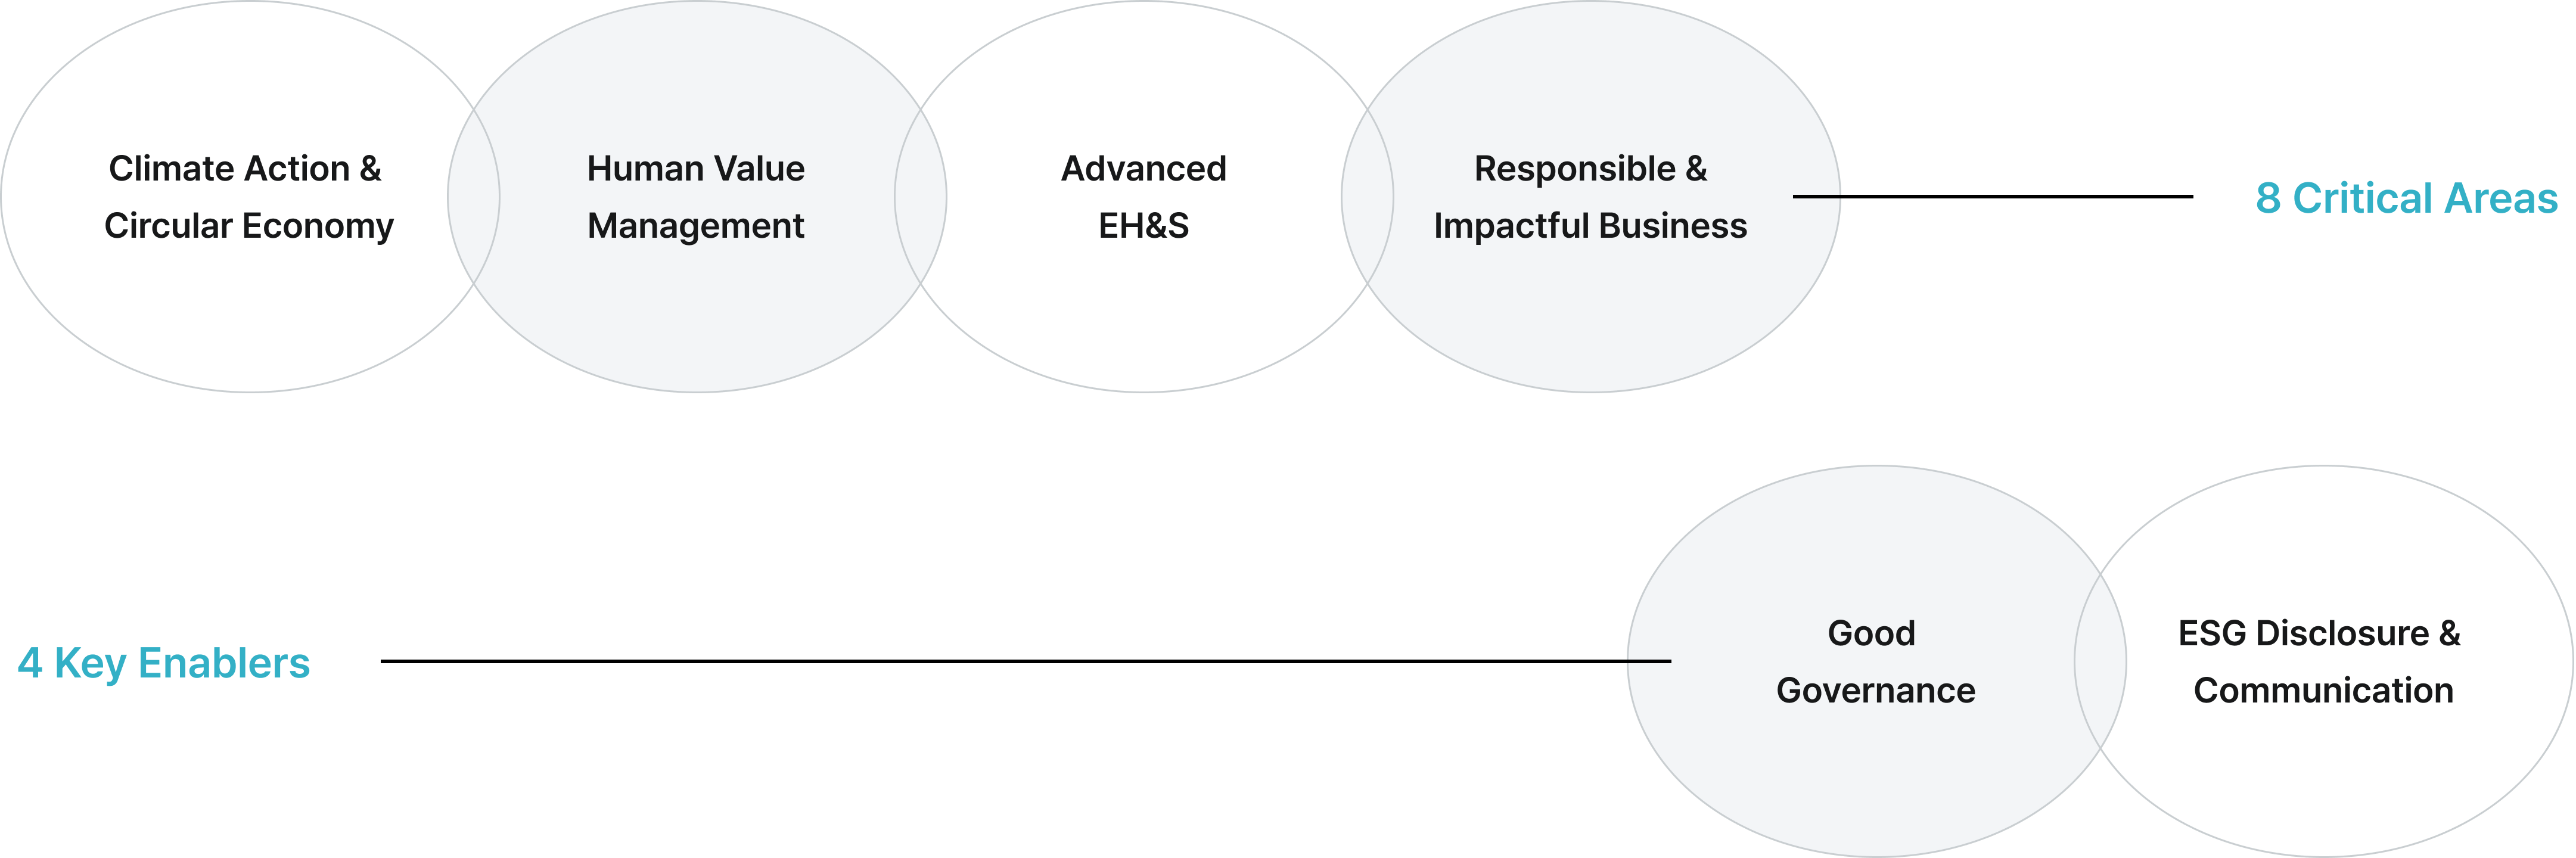 Climate Action &
Circular Economy
Human Value
Management
Advanced
EH&S
Responsible &
Impactful Business
8 Critical Areas
4 Key Enablers
Good
Governance
ESG Disclosure &
Communication